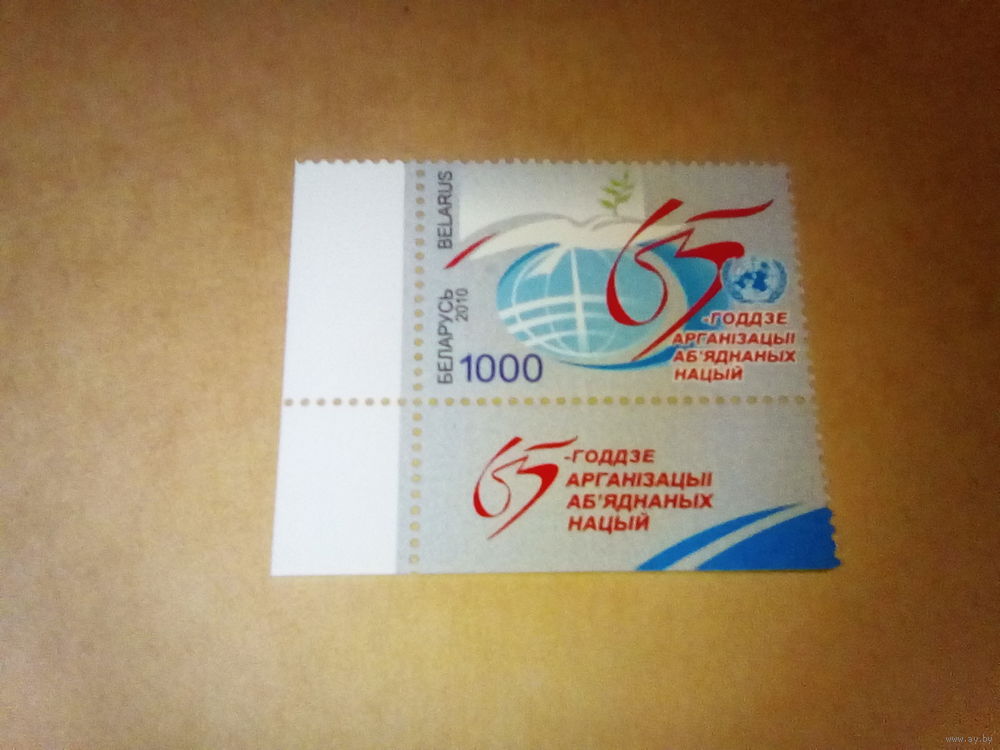 БЕЛАРУСЬ BELARUS
2010
1000
65
-ГОДДЗЕ
АРГАНІЗАЦЫІ
АБ'ЯДНАНЫХ
НАЦЫЙ
65
-ГОДДЗЕ
АРГАНІЗАЦЫІ
АБ'ЯДНАНЫХ
НАЦЫЙ
www.ay.by